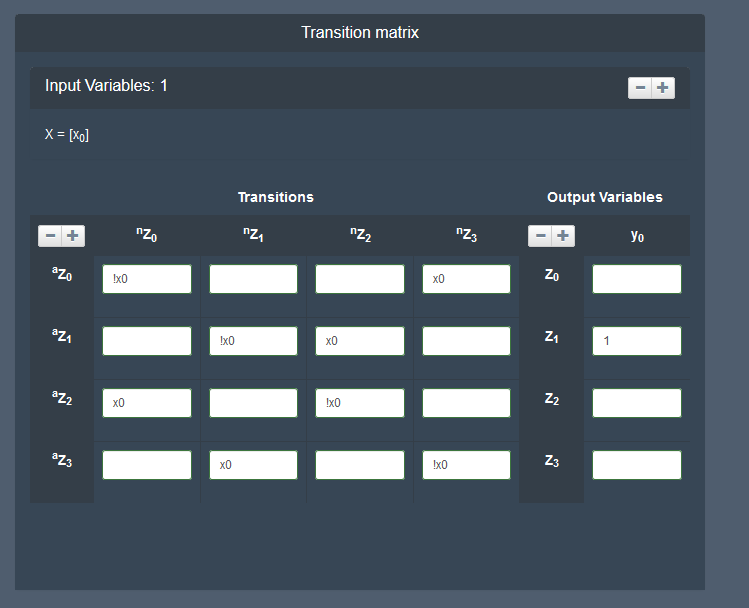 Transition matrix
Input Variables: 1
− +
X = [x₀]
Transitions Output Variables
− + ⁿZ₀ ⁿZ₁ ⁿZ₂ ⁿZ₃ − + y₀
ᵃZ₀ !x0 x0 Z₀
ᵃZ₁ !x0 x0 Z₁ 1
ᵃZ₂ x0 !x0 Z₂
ᵃZ₃ x0 !x0 Z₃